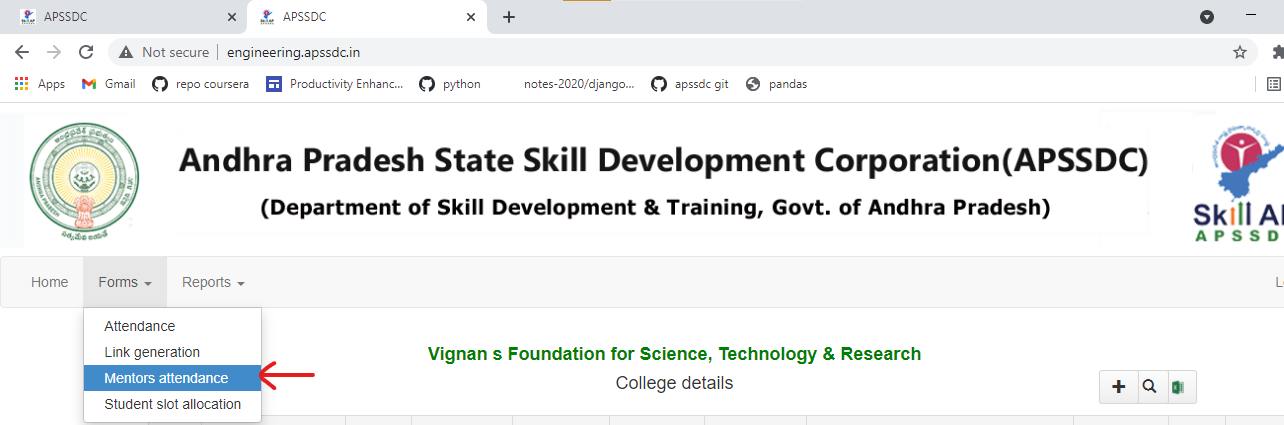 APSSDC
APSSDC
Not secure
engineering.apssdc.in
Apps
Gmail
repo coursera
Productivity Enhanc...
python
notes-2020/django...
apssdc git
pandas
Andhra Pradesh State Skill Development Corporation(APSSDC)
(Department of Skill Development & Training, Govt. of Andhra Pradesh)
సత్యమేవ జయతే
Skill A
APSSD
Home
Forms
Reports
Attendance
Link generation
Mentors attendance
Student slot allocation
Vignan s Foundation for Science, Technology & Research
College details